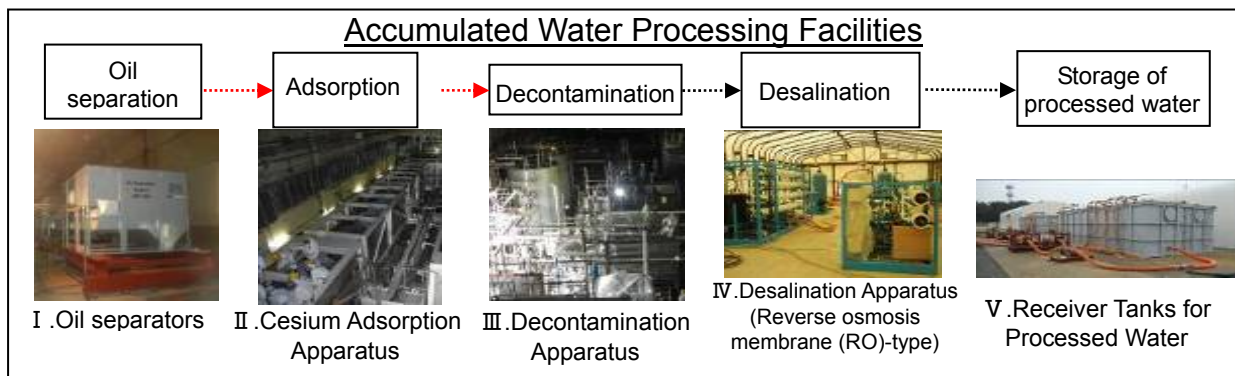 Accumulated Water Processing Facilities
Oil
separation
Adsorption
Decontamination
Desalination
Storage of
processed water
Ⅰ.Oil separators
Ⅱ.Cesium Adsorption
Apparatus
Ⅲ.Decontamination
Apparatus
Ⅳ.Desalination Apparatus
(Reverse osmosis
membrane (RO)-type)
Ⅴ.Receiver Tanks for
Processed Water